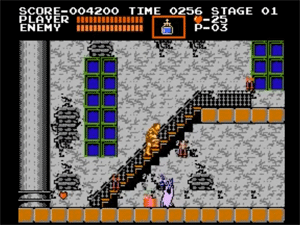 SCORE-004200 TIME 0256 STAGE 01
PLAYER -25
ENEMY P-03